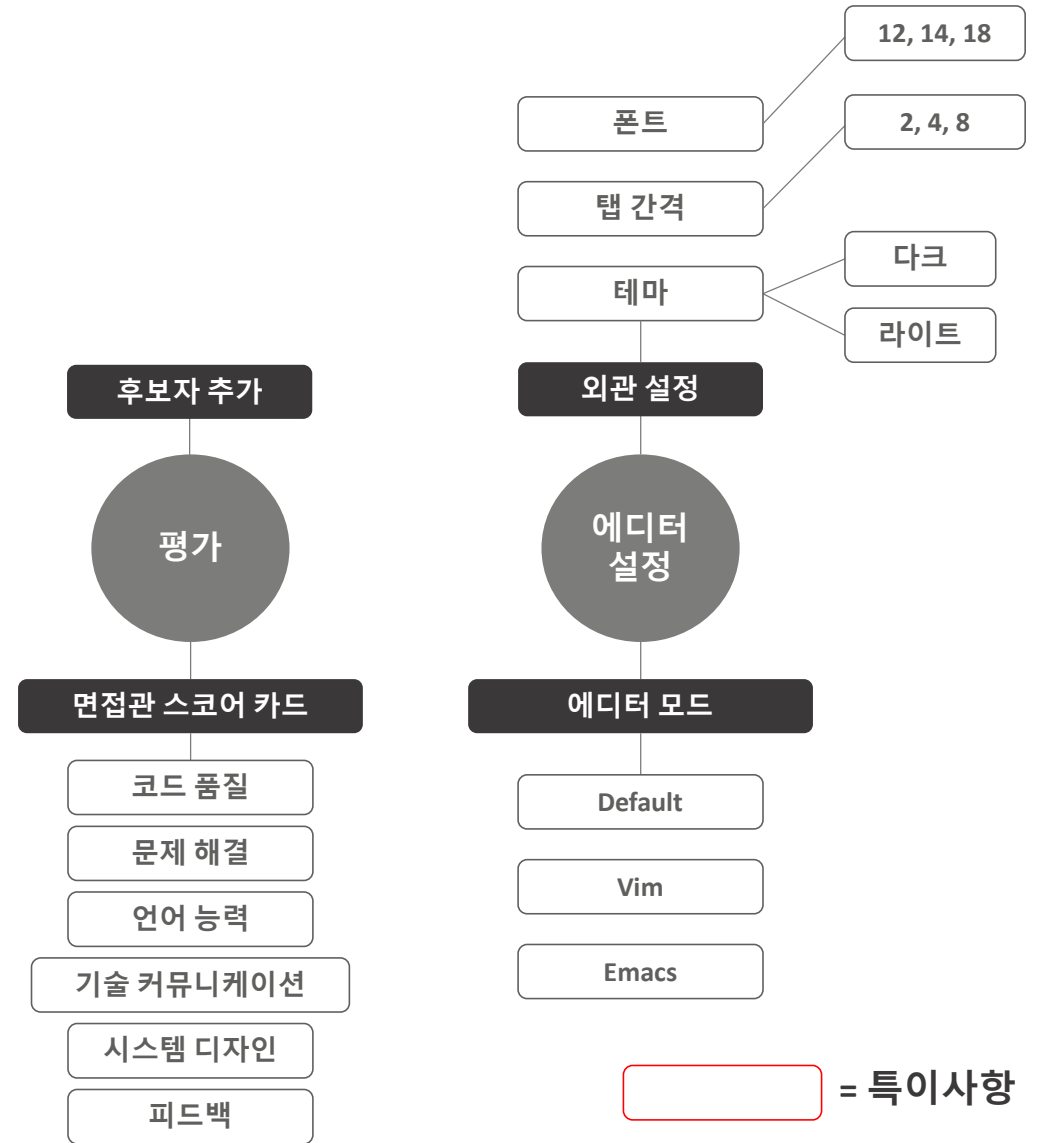 12, 14, 18
폰트
2, 4, 8
탭 간격
다크
테마
라이트
후보자 추가
외관 설정
평가
에디터
설정
면접관 스코어 카드
에디터 모드
코드 품질
Default
문제 해결
Vim
언어 능력
Emacs
기술 커뮤니케이션
시스템 디자인
피드백
= 특이사항